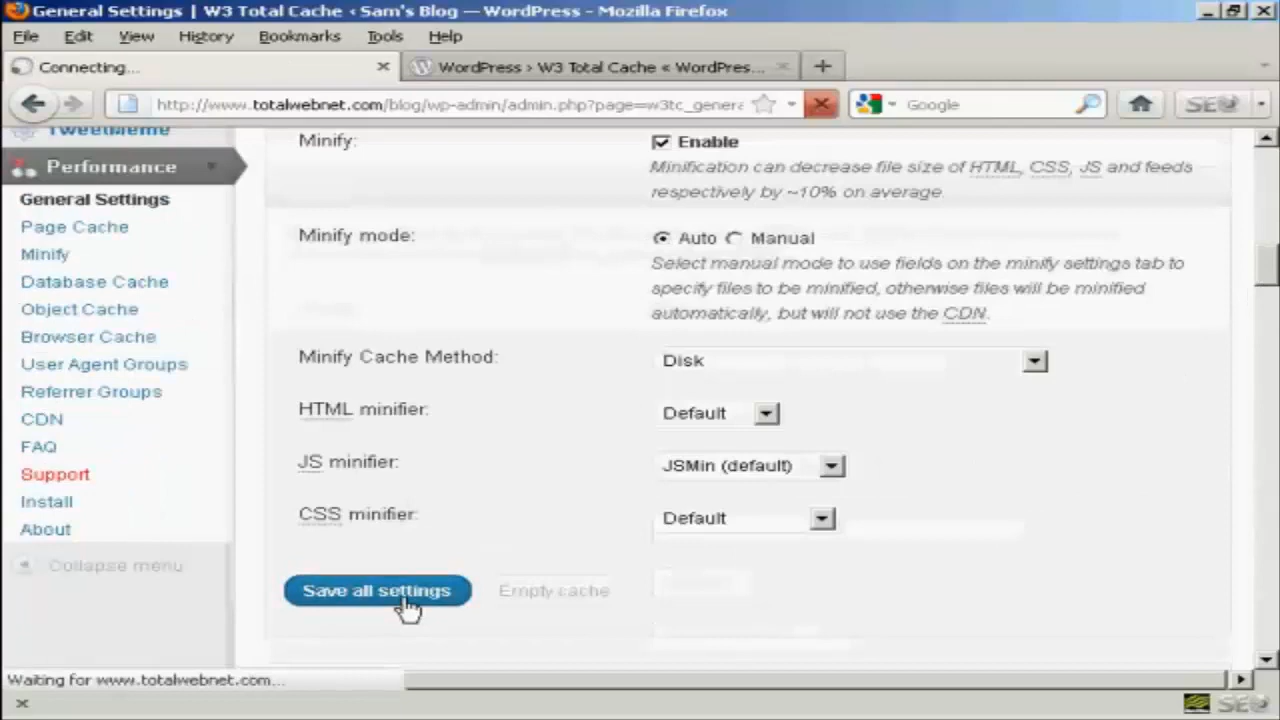 General Settings | W3 Total Cache ‹ Sam's Blog — WordPress - Mozilla Firefox
File Edit View History Bookmarks Tools Help
Connecting...
WordPress › W3 Total Cache « WordPres...
http://www.totalwebnet.com/blog/wp-admin/admin.php?page=w3tc_genera
Google
SEO
TweetMeme
Performance
General Settings
Page Cache
Minify
Database Cache
Object Cache
Browser Cache
User Agent Groups
Referrer Groups
CDN
FAQ
Support
Install
About
Collapse menu
Minify:
Enable
Minification can decrease file size of HTML, CSS, JS and feeds
respectively by ~10% on average.
Minify mode:
Auto Manual
Select manual mode to use fields on the minify settings tab to
specify files to be minified, otherwise files will be minified
automatically, but will not use the CDN.
Minify Cache Method:
Disk
HTML minifier:
Default
JS minifier:
JSMin (default)
CSS minifier:
Default
Save all settings
Empty cache
Waiting for www.totalwebnet.com...
SEO